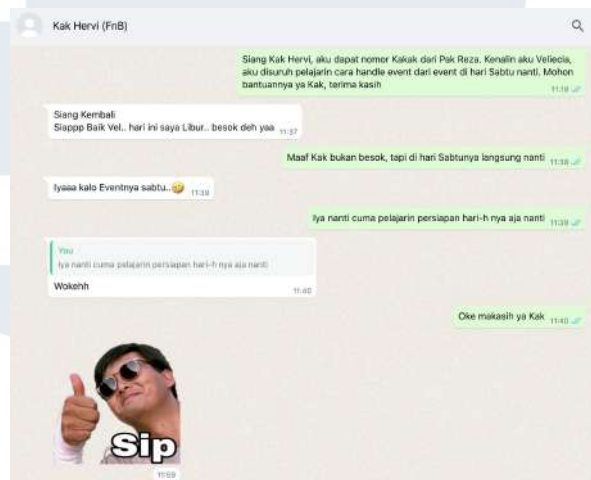 Kak Hervi (FnB)
Siang Kak Hervi, aku dapat nomor Kakak dari Pak Reza. Kenalin aku Veliecia,
aku disuruh pelajarin cara handle event dari event di hari Sabtu nanti. Mohon
bantuannya ya Kak, terima kasih
11:18
Siang Kembali
Siappp Baik Vel.. hari ini saya Libur.. besok deh yaa 11:37
Maaf Kak bukan besok, tapi di hari Sabtunya langsung nanti 11:38
Iyaaa kalo Eventnya sabtu..🤣 11:39
Iya nanti cuma pelajarin persiapan hari-h nya aja nanti 11:39
You
Iya nanti cuma pelajarin persiapan hari-h nya aja nanti
Wokehh
11:40
Oke makasih ya Kak 11:40
Sip
11:59